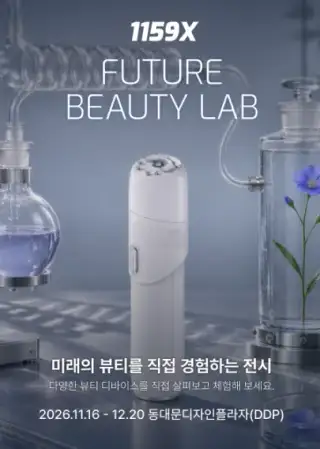 1159X
FUTURE
BEAUTY LAB
미래의 뷰티를 직접 경험하는 전시
다양한 뷰티 디바이스를 직접 살펴보고 체험해 보세요.
2026.11.16 - 12.20 동대문디자인플라자(DDP)